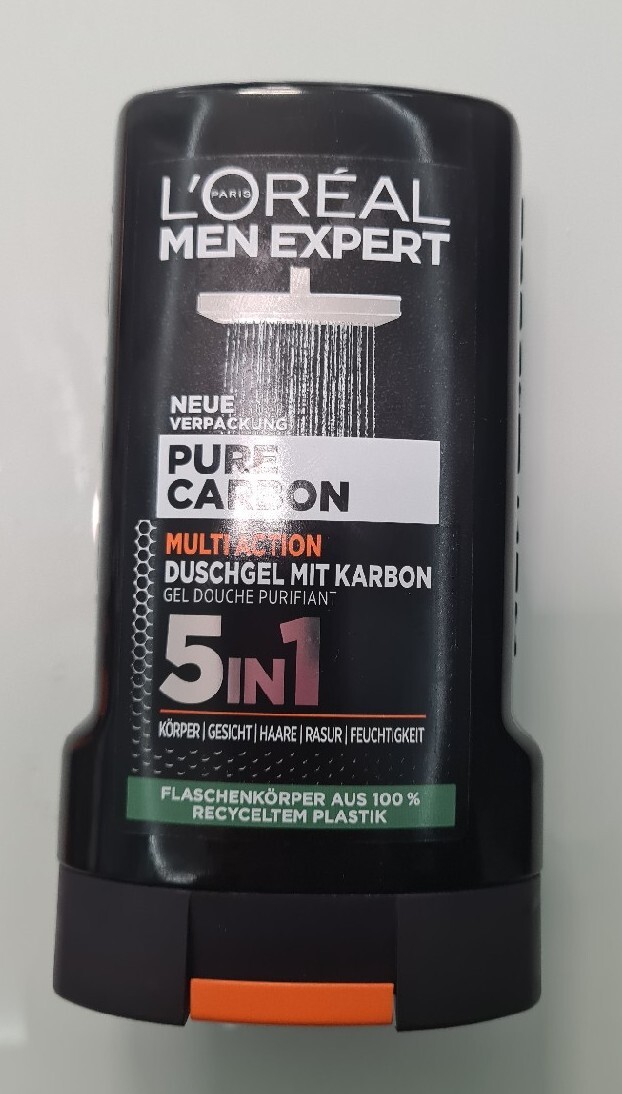 L'ORÉAL
PARIS
MEN EXPERT
NEUE
VERPACKUNG
PURE
CARBON
MULTI ACTION
DUSCHGEL MIT KARBON
GEL DOUCHE PURIFIANT
5IN1
KÖRPER | GESICHT | HAARE | RASUR | FEUCHTIGKEIT
FLASCHENKÖRPER AUS 100 %
RECYCELTEM PLASTIK